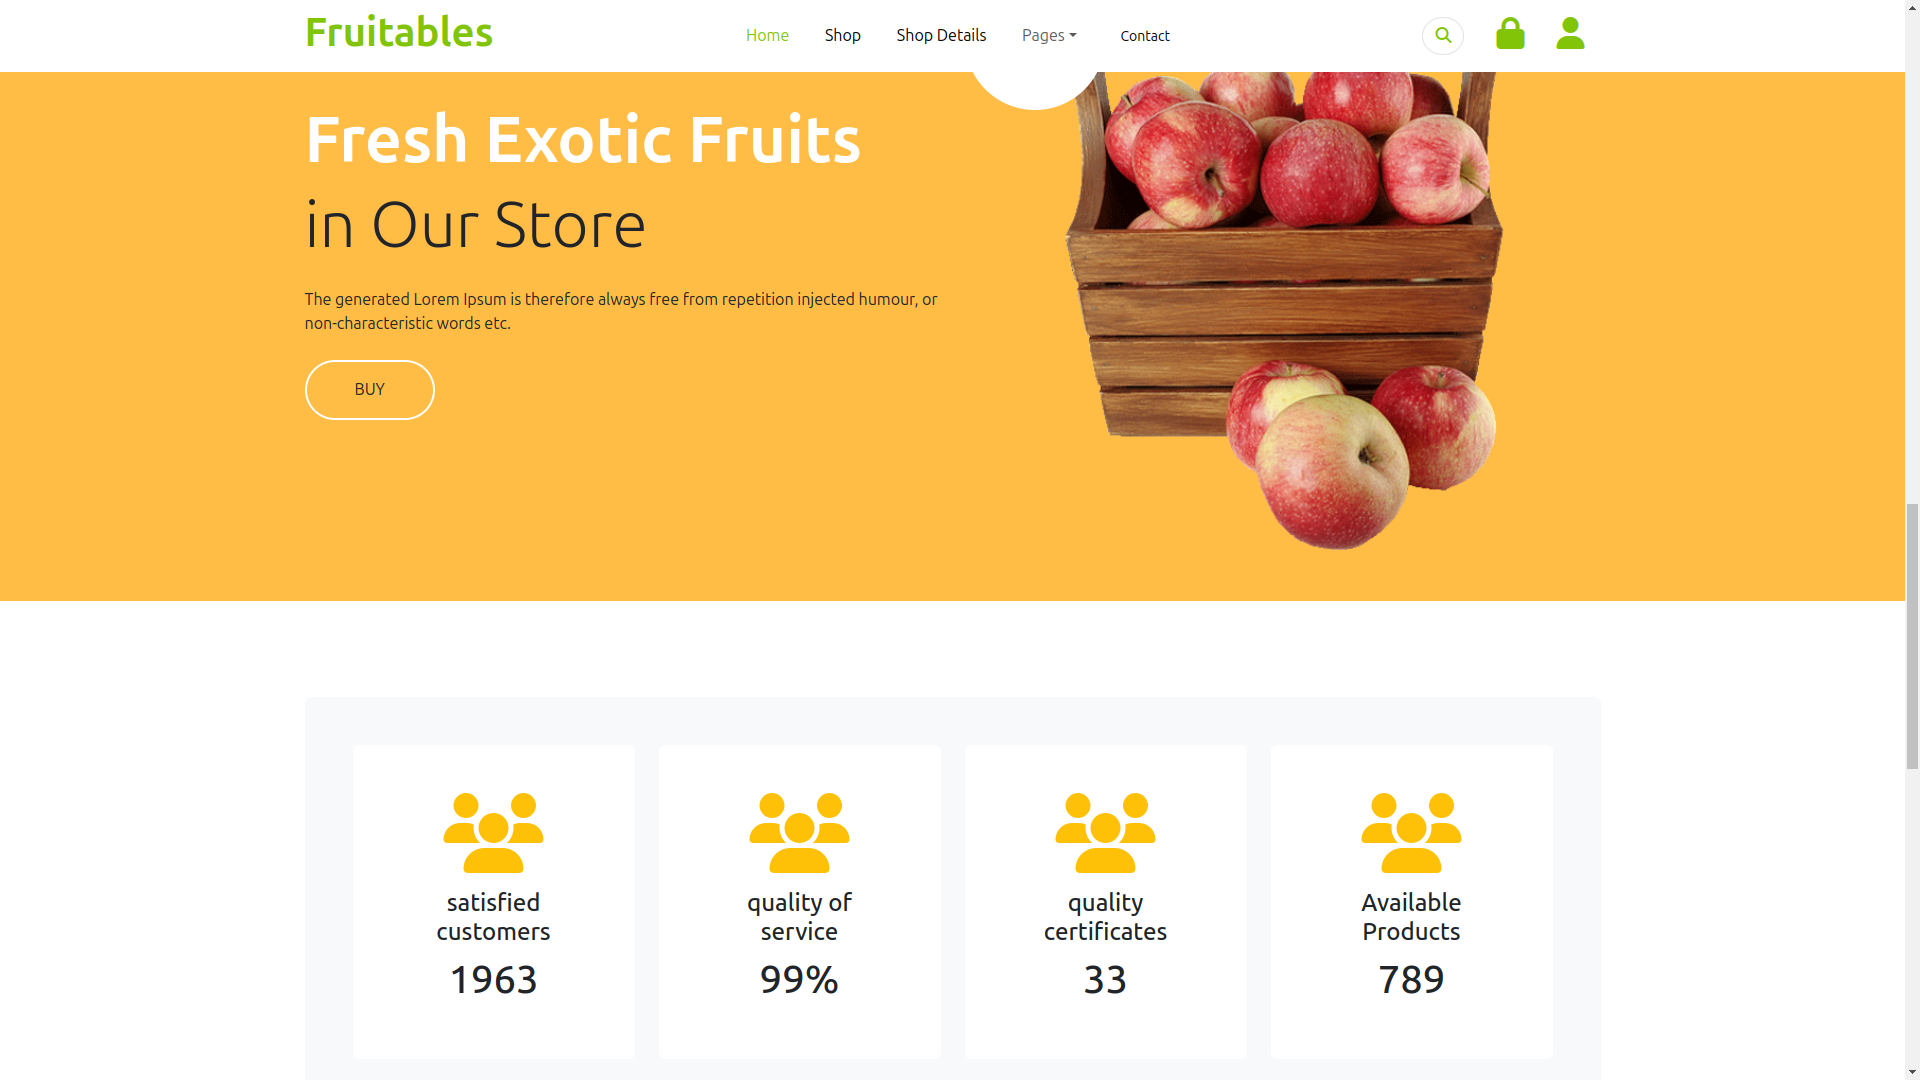 Fruitables
Home
Shop
Shop Details
Pages
Contact
Fresh Exotic Fruits
in Our Store
The generated Lorem Ipsum is therefore always free from repetition injected humour, or
non-characteristic words etc.
BUY
satisfied
customers
1963
quality of
service
99%
quality
certificates
33
Available
Products
789